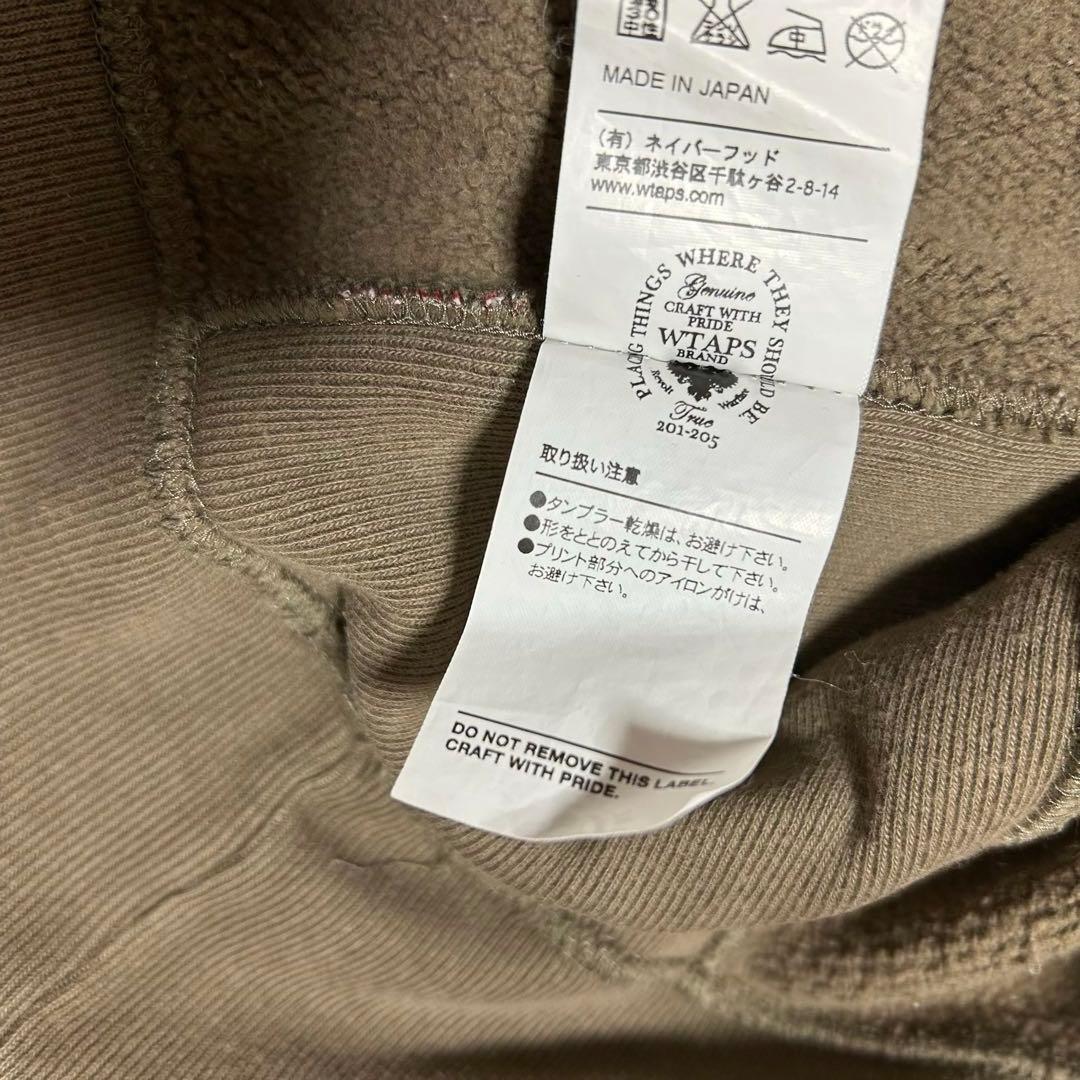 中
MADE IN JAPAN
(有) ネイバーフッド
東京都渋谷区千駄ヶ谷2-8-14
www.wtaps.com
PLACING THINGS WHERE THEY SHOULD BE
Genuine
CRAFT WITH
PRIDE
WTAPS
BRAND
Revolt
True
201-205
取り扱い注意
●タンブラー乾燥は、お避け下さい。
●形をととのえてから干して下さい。
●プリント部分へのアイロンがけは、
お避け下さい。
DO NOT REMOVE THIS LABEL.
CRAFT WITH PRIDE.